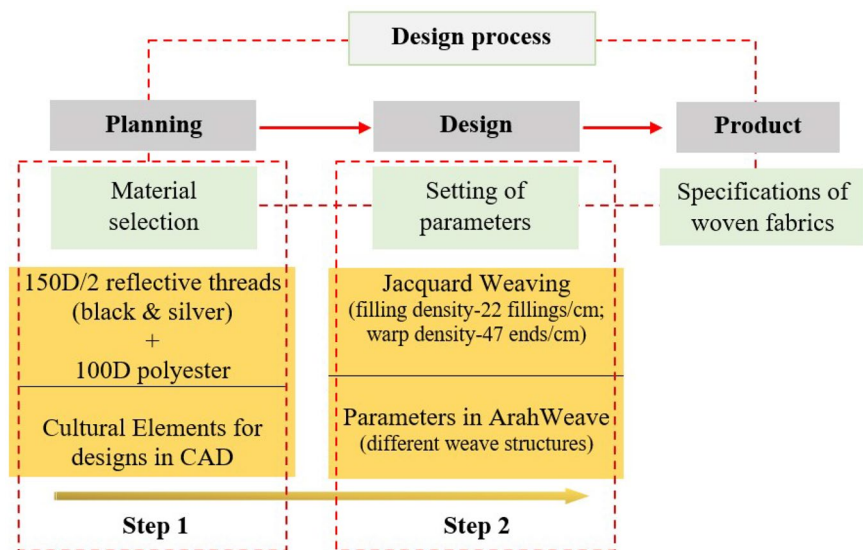 Design process
Planning
Design
Product
Material
selection
Setting of
parameters
Specifications of
woven fabrics
150D/2 reflective threads
(black & silver)
+
100D polyester
Jacquard Weaving
(filling density-22 fillings/cm;
warp density-47 ends/cm)
Cultural Elements for
designs in CAD
Parameters in ArahWeave
(different weave structures)
Step 1
Step 2